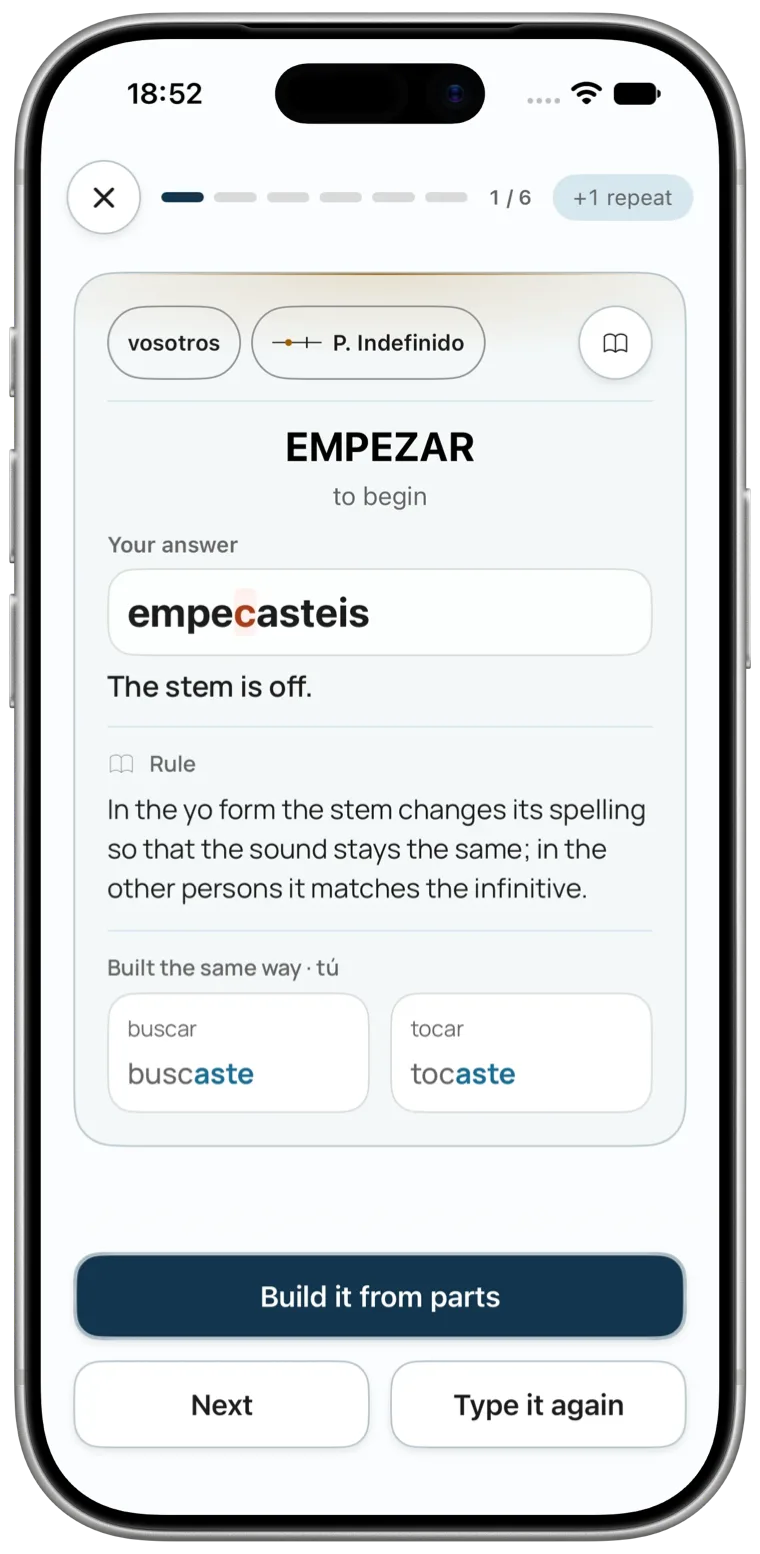 18:52
1 / 6
+1 repeat
vosotros
P. Indefinido
EMPEZAR
to begin
Your answer
empecasteis
The stem is off.
Rule
In the yo form the stem changes its spelling
so that the sound stays the same; in the
other persons it matches the infinitive.
Built the same way · tú
buscar
tocar
buscaste
tocaste
Build it from parts
Next
Type it again